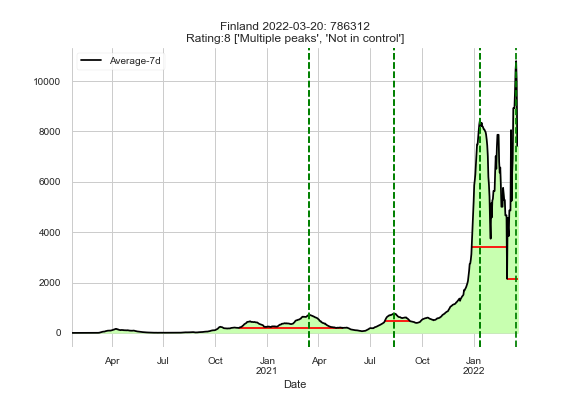 Finland 2022-03-20: 786312
Rating:8 ['Multiple peaks', 'Not in control']
Average-7d
10000
8000
6000
4000
2000
0
Apr Jul Oct Jan Apr Jul Oct Jan
2021 2022
Date